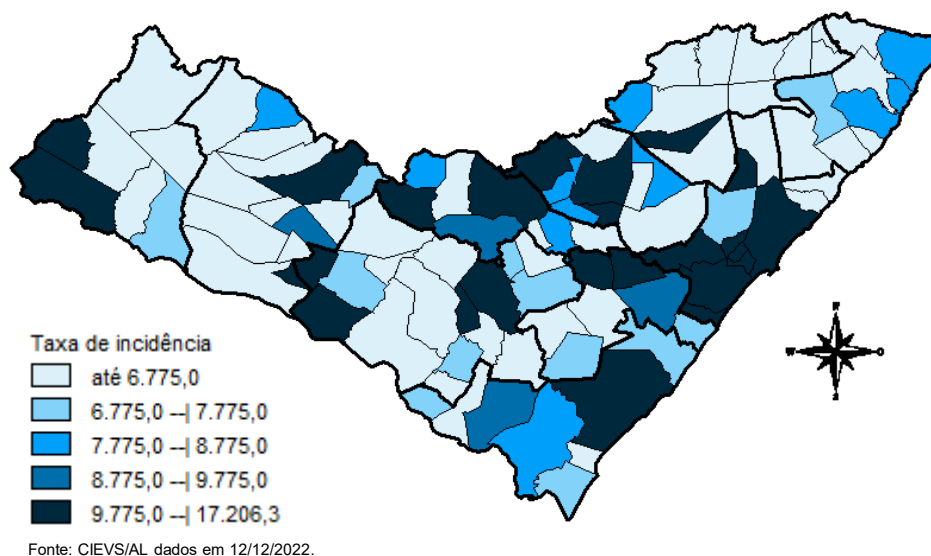 Taxa de incidência
até 6.775,0
6.775,0 --| 7.775,0
7.775,0 --| 8.775,0
8.775,0 --| 9.775,0
9.775,0 --| 17.206,3
Fonte: CIEVS/AL dados em 12/12/2022.